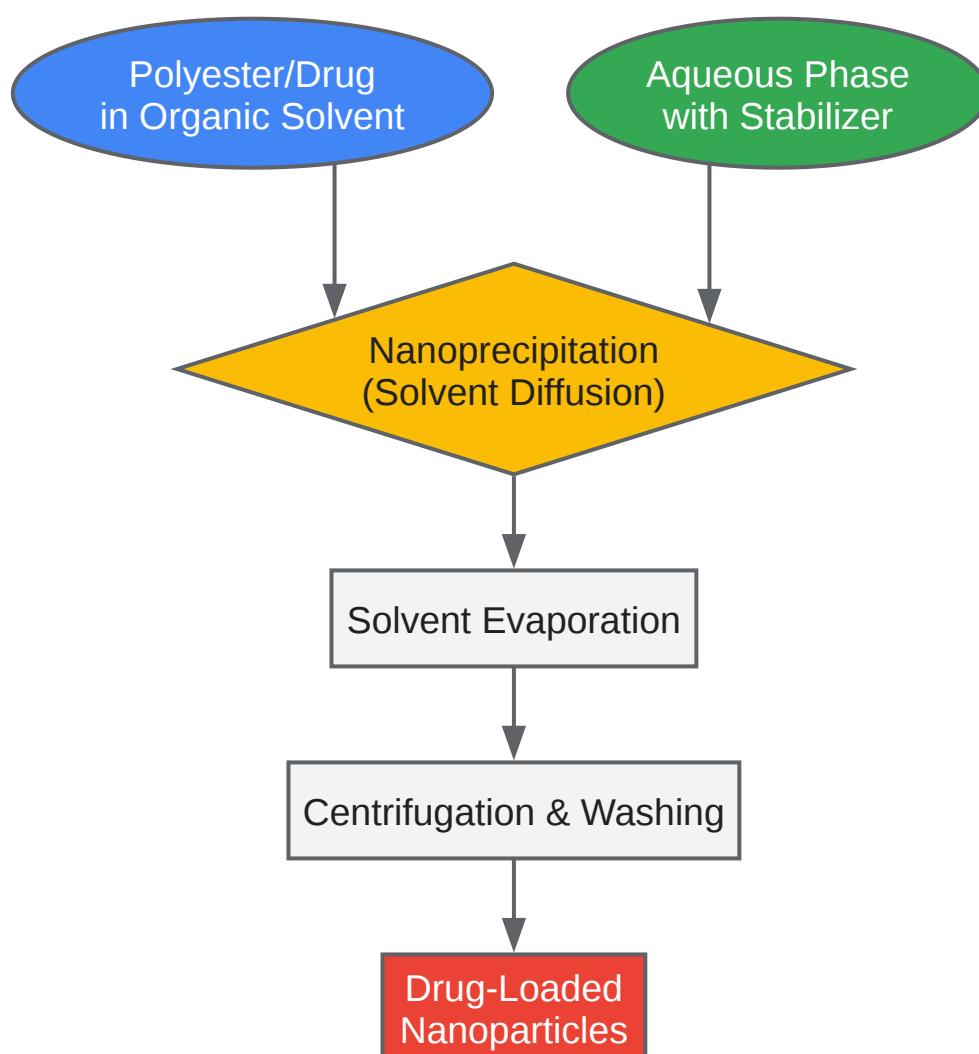 Polyester/Drug
in Organic Solvent
Aqueous Phase
with Stabilizer
Nanoprecipitation
(Solvent Diffusion)
Solvent Evaporation
Centrifugation & Washing
Drug-Loaded
Nanoparticles